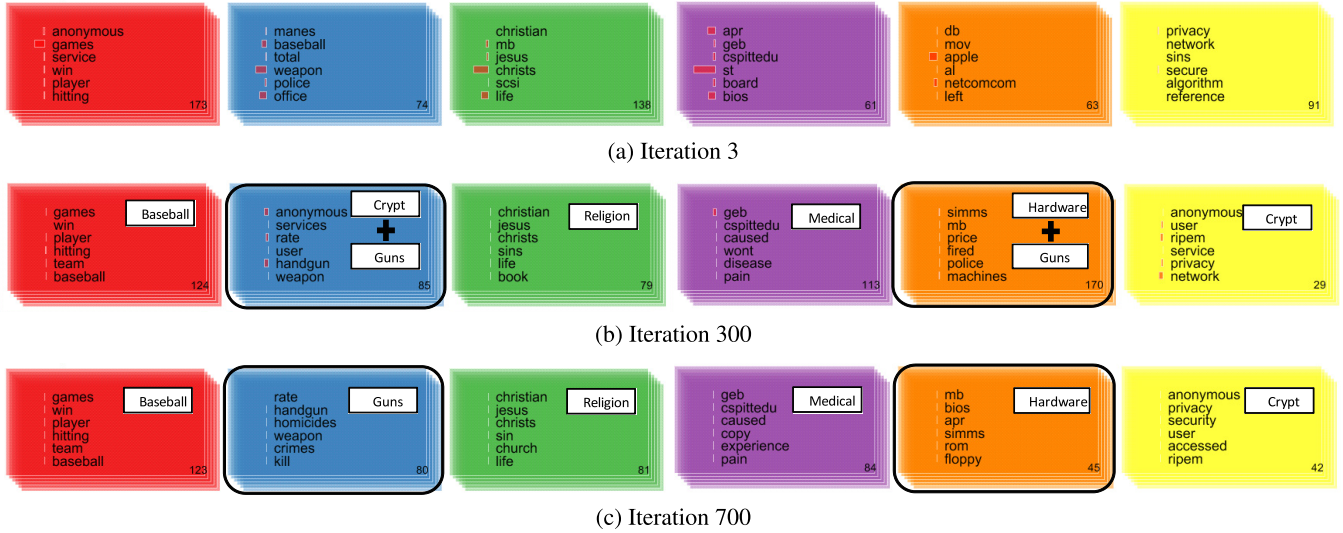 anonymous
games
service
win
player
hitting
173
manes
baseball
total
weapon
police
office
74
christian
mb
jesus
christs
scsi
life
138
apr
geb
cspittedu
st
board
bios
61
db
mov
apple
al
netcomcom
left
63
privacy
network
sins
secure
algorithm
reference
91
(a) Iteration 3
games
win
player
hitting
team
baseball
Baseball
124
anonymous
services
rate
user
handgun
weapon
Crypt
+
Guns
85
christian
jesus
christs
sins
life
book
Religion
79
geb
cspittedu
caused
wont
disease
pain
Medical
113
simms
mb
price
fired
police
machines
Hardware
+
Guns
170
anonymous
user
ripem
service
privacy
network
Crypt
29
(b) Iteration 300
games
win
player
hitting
team
baseball
Baseball
123
rate
handgun
homicides
weapon
crimes
kill
Guns
80
christian
jesus
christs
sin
church
life
Religion
81
geb
cspittedu
caused
copy
experience
pain
Medical
84
mb
bios
apr
simms
rom
floppy
Hardware
45
anonymous
privacy
security
user
accessed
ripem
Crypt
42
(c) Iteration 700